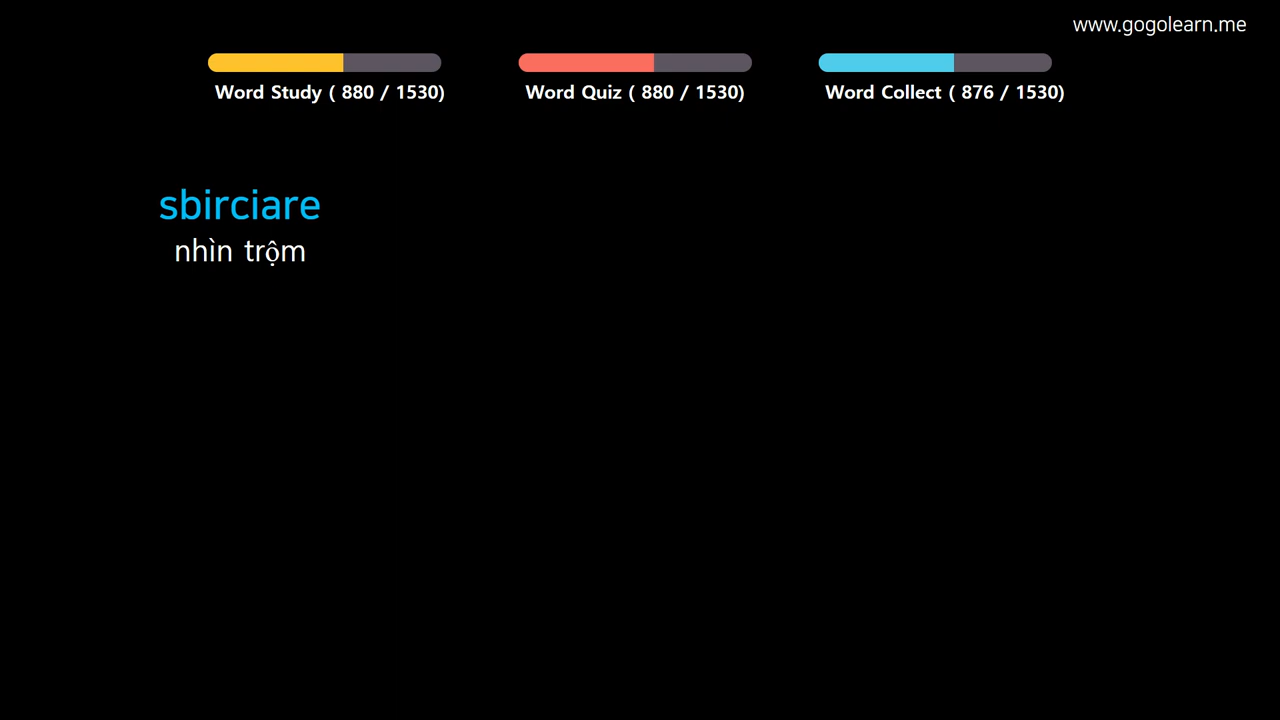 www.gogolearn.me
Word Study ( 880 / 1530)
Word Quiz ( 880 / 1530)
Word Collect ( 876 / 1530)
sbirciare
nhìn trộm